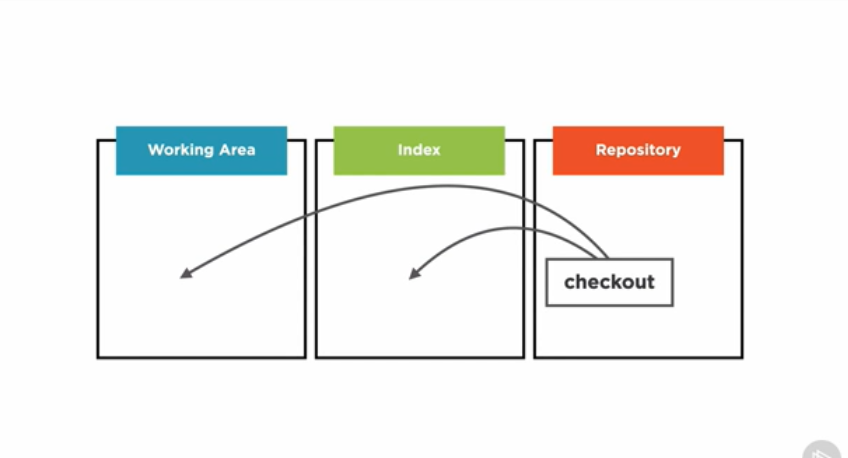 Working Area
Index
Repository
checkout